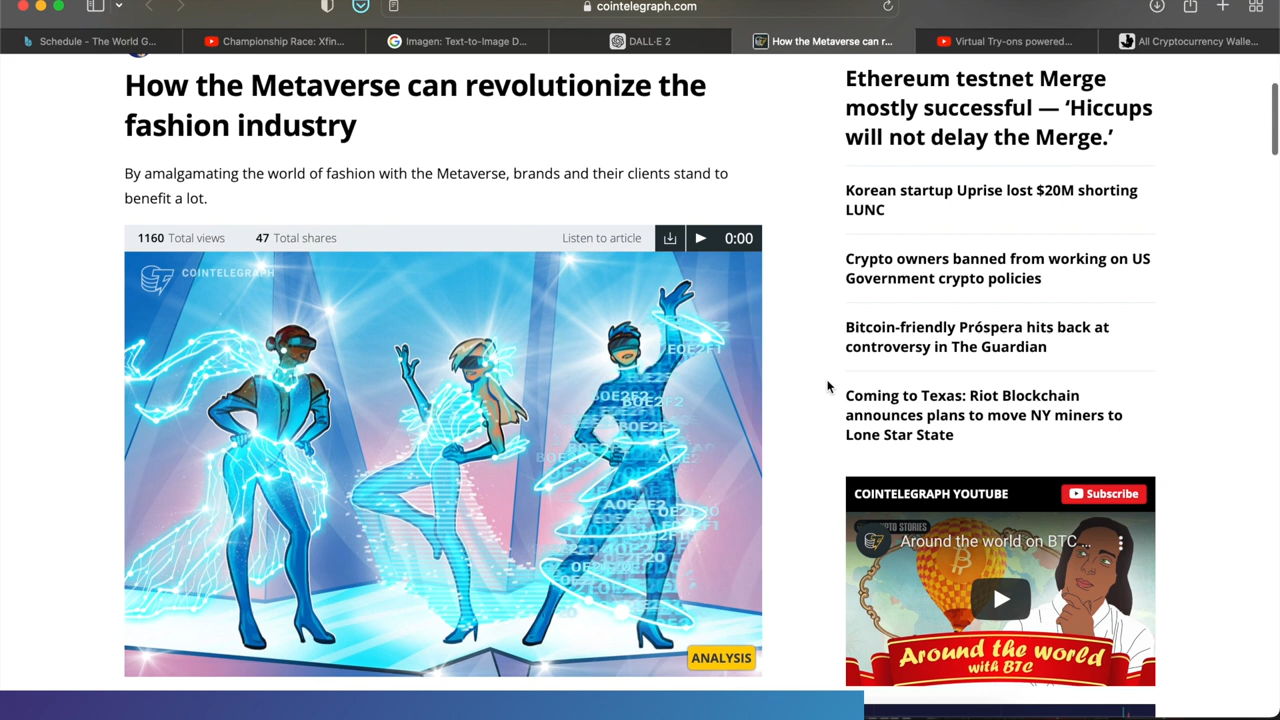 cointelegraph.com
Schedule - The World G...
Championship Race: Xfin...
Imagen: Text-to-Image D...
DALL·E 2
How the Metaverse can r...
Virtual Try-ons powered...
All Cryptocurrency Walle...
How the Metaverse can revolutionize the
fashion industry
By amalgamating the world of fashion with the Metaverse, brands and their clients stand to
benefit a lot.
1160 Total views 47 Total shares
Listen to article 0:00
COINTELEGRAPH
ANALYSIS
Ethereum testnet Merge
mostly successful — ‘Hiccups
will not delay the Merge.’
Korean startup Uprise lost $20M shorting
LUNC
Crypto owners banned from working on US
Government crypto policies
Bitcoin-friendly Próspera hits back at
controversy in The Guardian
Coming to Texas: Riot Blockchain
announces plans to move NY miners to
Lone Star State
COINTELEGRAPH YOUTUBE
Subscribe
Around the world on BTC ...
Around the world
with BTC